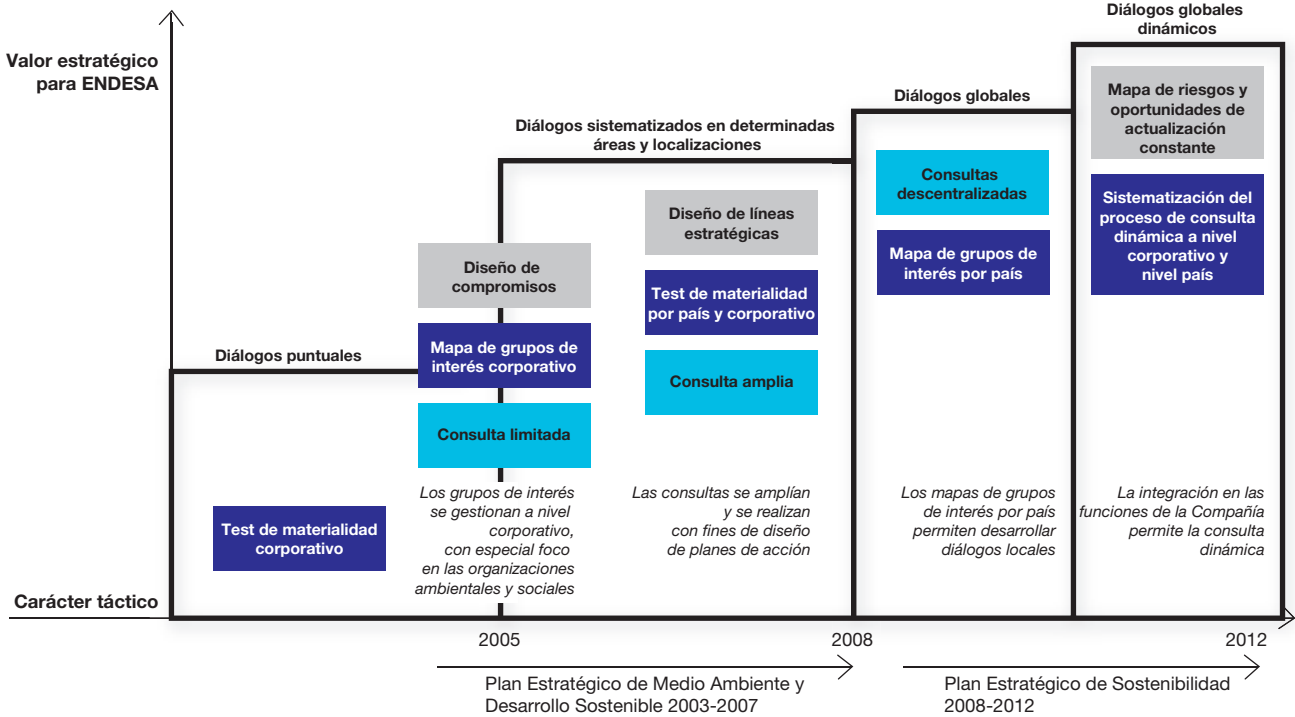 Valor estratégico
para ENDESA
Diálogos puntuales
Test de materialidad
corporativo
Diseño de
compromisos
Mapa de grupos de
interés corporativo
Consulta limitada
Los grupos de interés
se gestionan a nivel
corporativo,
con especial foco
en las organizaciones
ambientales y sociales
Diálogos sistematizados en determinadas
áreas y localizaciones
Diseño de líneas
estratégicas
Test de materialidad
por país y corporativo
Consulta amplia
Las consultas se amplían
y se realizan
con fines de diseño
de planes de acción
Diálogos globales
Consultas
descentralizadas
Mapa de grupos de
interés por país
Los mapas de grupos
de interés por país
permiten desarrollar
diálogos locales
Diálogos globales
dinámicos
Mapa de riesgos y
oportunidades de
actualización
constante
Sistematización del
proceso de consulta
dinámica a nivel
corporativo y
nivel país
La integración en las
funciones de la Compañía
permite la consulta
dinámica
Carácter táctico
2005
2008
2012
Plan Estratégico de Medio Ambiente y
Desarrollo Sostenible 2003-2007
Plan Estratégico de Sostenibilidad
2008-2012